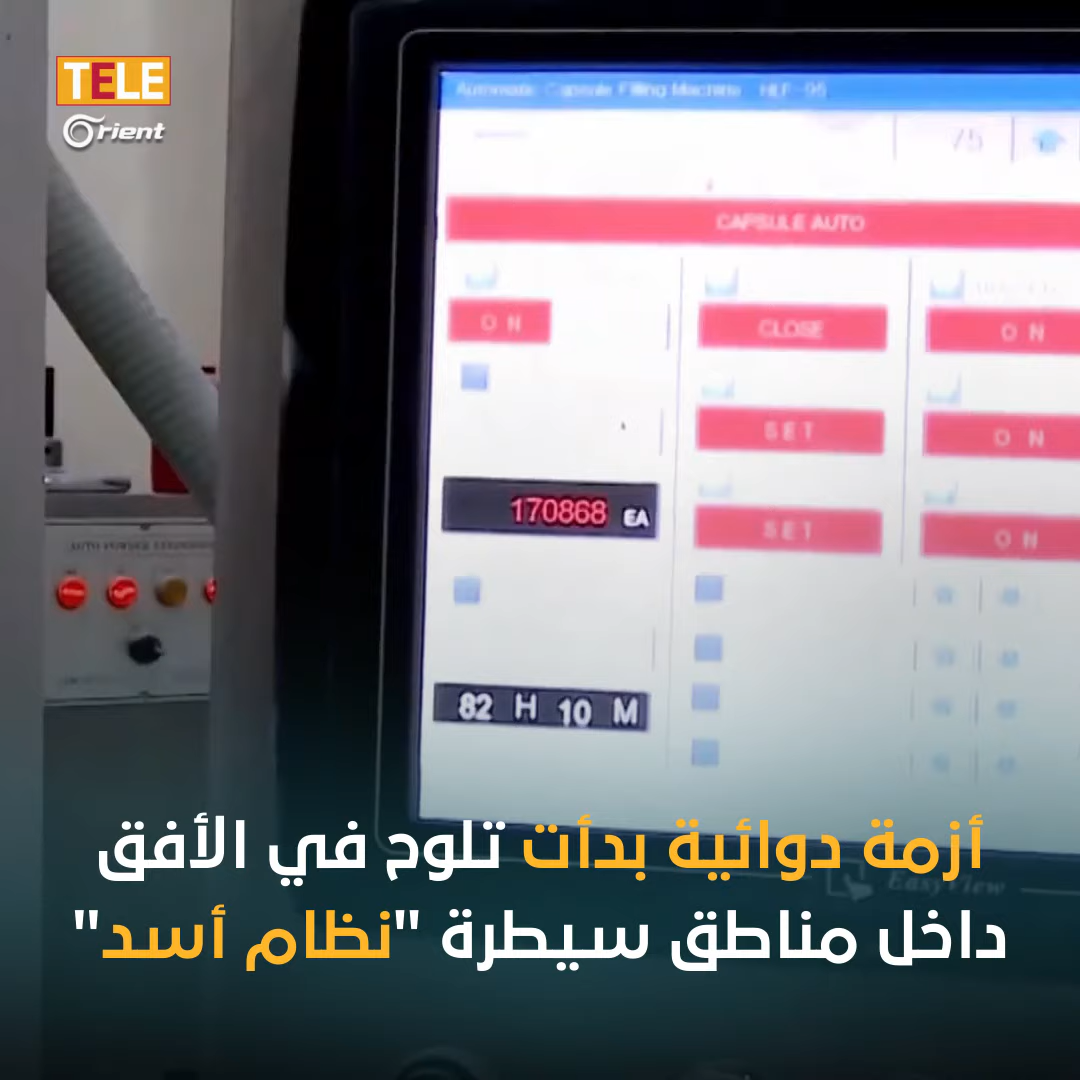 TELE
Orient
Automatic Capsule Filling Machine
75
CAPSULE AUTO
ON
CLOSE
ON
SET
ON
170868 EA
SET
ON
82 H 10 M
EasyView
أزمة دوائية بدأت تلوح في الأفق
داخل مناطق سيطرة "نظام أسد"